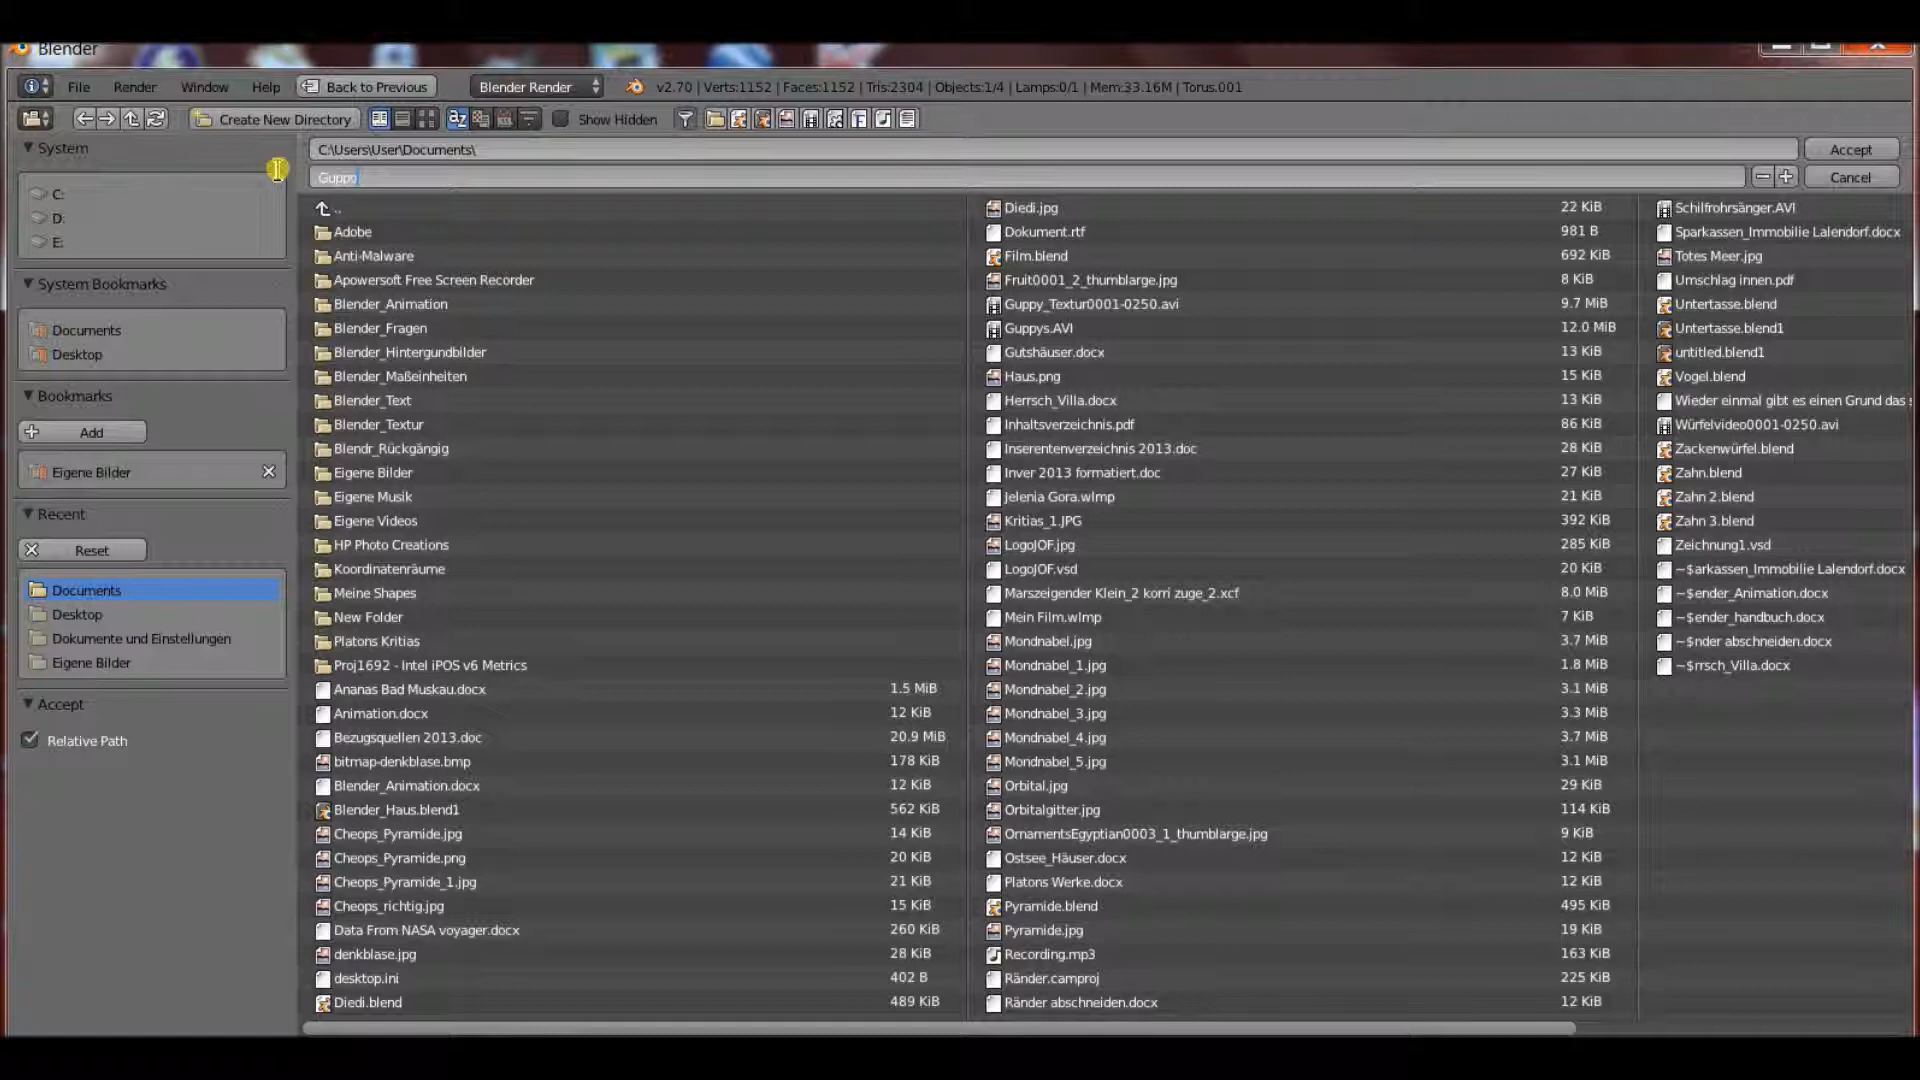 Blender
File Render Window Help Back to Previous Blender Render v2.70 | Verts:1152 | Faces:1152 | Tris:2304 | Objects:1/4 | Lamps:0/1 | Mem:33.16M | Torus.001
Create New Directory Show Hidden
System
C:
D:
E:
System Bookmarks
Documents
Desktop
Bookmarks
Add
Eigene Bilder
Recent
Reset
Documents
Desktop
Dokumente und Einstellungen
Eigene Bilder
Accept
Relative Path
C:\Users\User\Documents\ Accept
Guppo Cancel
..
Adobe
Anti-Malware
Apowersoft Free Screen Recorder
Blender_Animation
Blender_Fragen
Blender_Hintergundbilder
Blender_Maßeinheiten
Blender_Text
Blender_Textur
Blendr_Rückgängig
Eigene Bilder
Eigene Musik
Eigene Videos
HP Photo Creations
Koordinatenräume
Meine Shapes
New Folder
Platons Kritias
Proj1692 - Intel iPOS v6 Metrics
Ananas Bad Muskau.docx 1.5 MiB
Animation.docx 12 KiB
Bezugsquellen 2013.doc 20.9 MiB
bitmap-denkblase.bmp 178 KiB
Blender_Animation.docx 12 KiB
Blender_Haus.blend1 562 KiB
Cheops_Pyramide.jpg 14 KiB
Cheops_Pyramide.png 20 KiB
Cheops_Pyramide_1.jpg 21 KiB
Cheops_richtig.jpg 15 KiB
Data From NASA voyager.docx 260 KiB
denkblase.jpg 28 KiB
desktop.ini 402 B
Diedi.blend 489 KiB
Diedi.jpg 22 KiB
Dokument.rtf 981 B
Film.blend 692 KiB
Fruit0001_2_thumblarge.jpg 8 KiB
Guppy_Textur0001-0250.avi 9.7 MiB
Guppys.AVI 12.0 MiB
Gutshäuser.docx 13 KiB
Haus.png 15 KiB
Herrsch_Villa.docx 13 KiB
Inhaltsverzeichnis.pdf 86 KiB
Inserentenverzeichnis 2013.doc 28 KiB
Inver 2013 formatiert.doc 27 KiB
Jelenia Gora.wlmp 21 KiB
Kritias_1.JPG 392 KiB
LogoJOF.jpg 285 KiB
LogoJOF.vsd 20 KiB
Marszeigender Klein_2 korri zuge_2.xcf 8.0 MiB
Mein Film.wlmp 7 KiB
Mondnabel.jpg 3.7 MiB
Mondnabel_1.jpg 1.8 MiB
Mondnabel_2.jpg 3.1 MiB
Mondnabel_3.jpg 3.3 MiB
Mondnabel_4.jpg 3.7 MiB
Mondnabel_5.jpg 3.1 MiB
Orbital.jpg 29 KiB
Orbitalgitter.jpg 114 KiB
OrnamentsEgyptian0003_1_thumblarge.jpg 9 KiB
Ostsee_Häuser.docx 12 KiB
Platons Werke.docx 12 KiB
Pyramide.blend 495 KiB
Pyramide.jpg 19 KiB
Recording.mp3 163 KiB
Ränder.camproj 225 KiB
Ränder abschneiden.docx 12 KiB
Schilfrohrsänger.AVI
Sparkassen_Immobilie Lalendorf.docx
Totes Meer.jpg
Umschlag innen.pdf
Untertasse.blend
Untertasse.blend1
untitled.blend1
Vogel.blend
Wieder einmal gibt es einen Grund das s
Würfelvideo0001-0250.avi
Zackenwürfel.blend
Zahn.blend
Zahn 2.blend
Zahn 3.blend
Zeichnung1.vsd
~$arkassen_Immobilie Lalendorf.docx
~$ender_Animation.docx
~$ender_handbuch.docx
~$nder abschneiden.docx
~$rrsch_Villa.docx